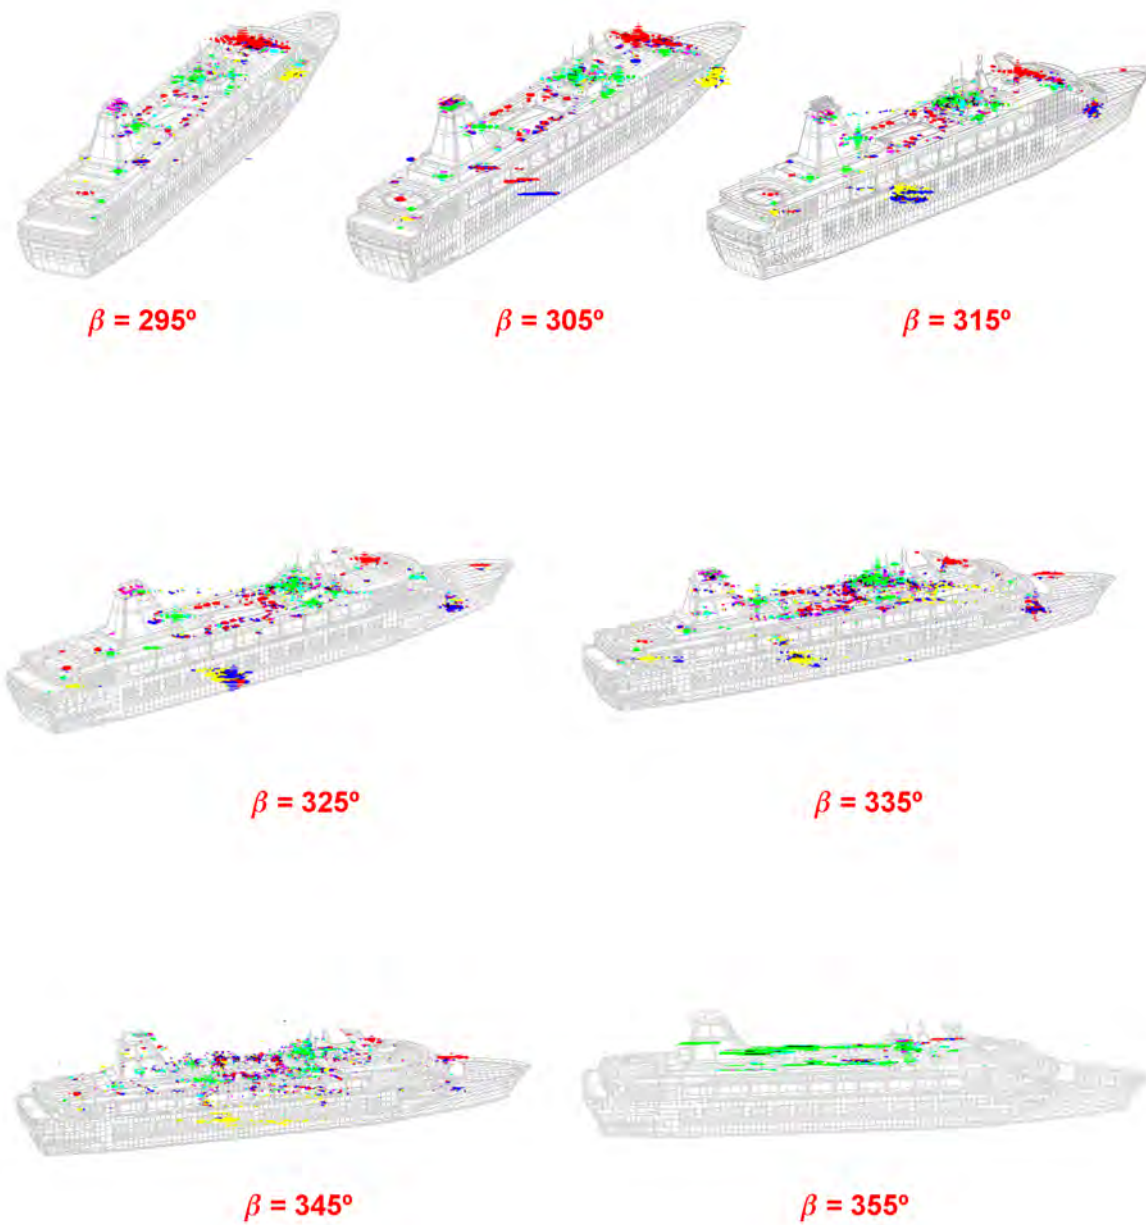 β = 295º
β = 305º
β = 315º
β = 325º
β = 335º
β = 345º
β = 355º